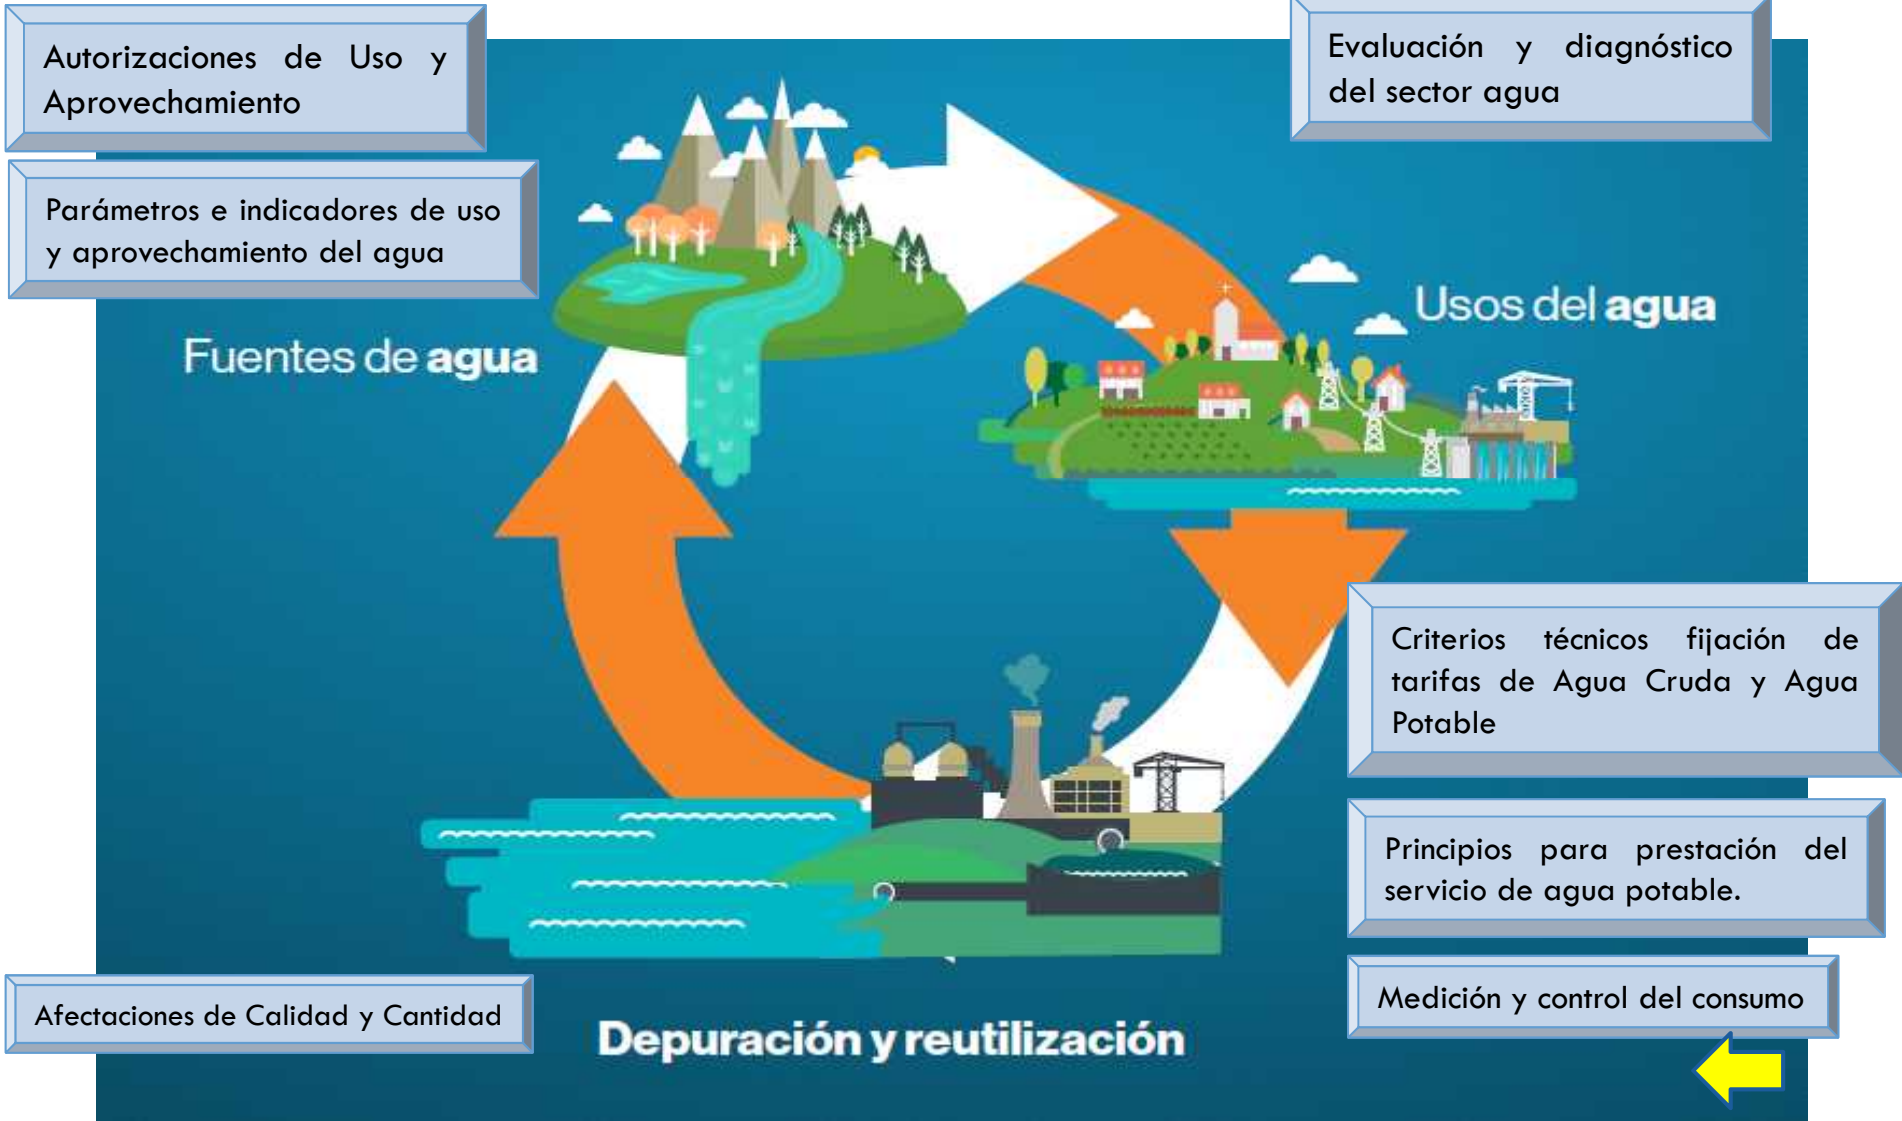 Autorizaciones de Uso y
Aprovechamiento
Evaluación y diagnóstico
del sector agua
Parámetros e indicadores de uso
y aprovechamiento del agua
Fuentes de agua
Usos del agua
Criterios técnicos fijación de
tarifas de Agua Cruda y Agua
Potable
Principios para prestación del
servicio de agua potable.
Medición y control del consumo
Afectaciones de Calidad y Cantidad
Depuración y reutilización